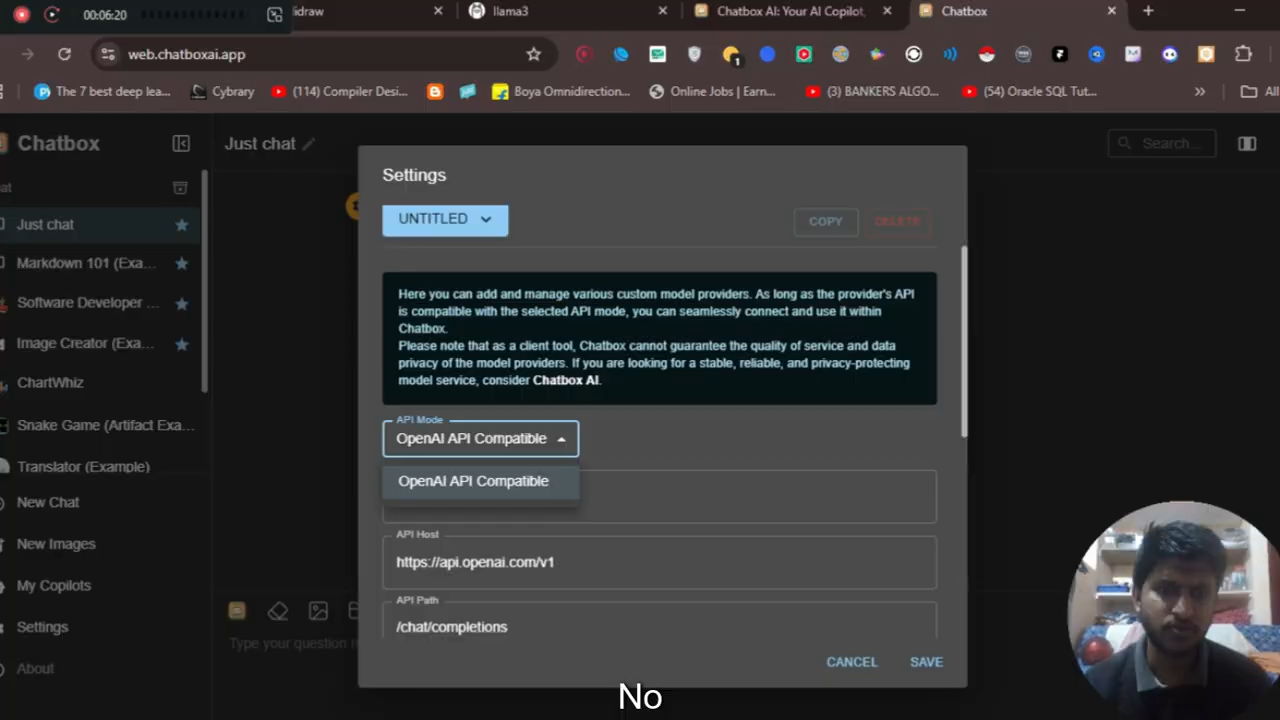 00:06:20
idraw
llama3
Chatbox AI: Your AI Copilot,
Chatbox
web.chatboxai.app
1
The 7 best deep lea...
Cybrary
(114) Compiler Desi...
Boya Omnidirection...
Online Jobs | Earn...
(3) BANKERS ALGO...
(54) Oracle SQL Tut...
»
All
Chatbox
Just chat
Search...
at
Just chat
Markdown 101 (Exa...
Software Developer ...
Image Creator (Exa...
ChartWhiz
Snake Game (Artifact Exa...
Translator (Example)
New Chat
New Images
My Copilots
Settings
About
Type your question
Settings
UNTITLED
COPY
DELETE
Here you can add and manage various custom model providers. As long as the provider's API
is compatible with the selected API mode, you can seamlessly connect and use it within
Chatbox.
Please note that as a client tool, Chatbox cannot guarantee the quality of service and data
privacy of the model providers. If you are looking for a stable, reliable, and privacy-protecting
model service, consider Chatbox AI.
API Mode
OpenAI API Compatible
OpenAI API Compatible
API Host
https://api.openai.com/v1
API Path
/chat/completions
CANCEL
SAVE
No